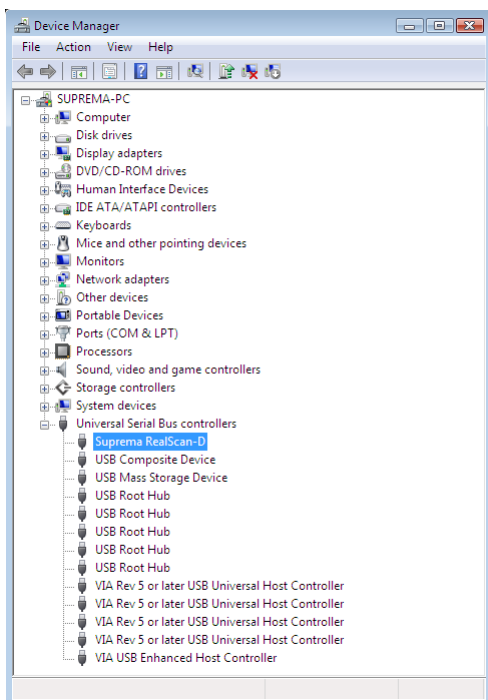 Device Manager
File Action View Help
SUPREMA-PC
Computer
Disk drives
Display adapters
DVD/CD-ROM drives
Human Interface Devices
IDE ATA/ATAPI controllers
Keyboards
Mice and other pointing devices
Monitors
Network adapters
Other devices
Portable Devices
Ports (COM & LPT)
Processors
Sound, video and game controllers
Storage controllers
System devices
Universal Serial Bus controllers
Suprema RealScan-D
USB Composite Device
USB Mass Storage Device
USB Root Hub
USB Root Hub
USB Root Hub
USB Root Hub
USB Root Hub
VIA Rev 5 or later USB Universal Host Controller
VIA Rev 5 or later USB Universal Host Controller
VIA Rev 5 or later USB Universal Host Controller
VIA Rev 5 or later USB Universal Host Controller
VIA USB Enhanced Host Controller